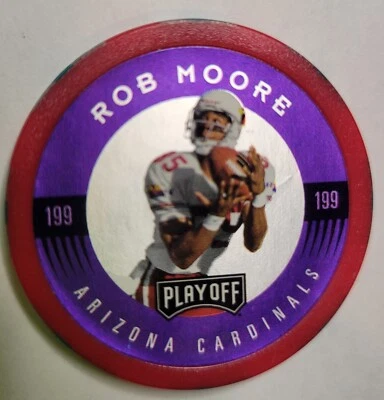 ROB MOORE
199
199
PLAYOFF
ARIZONA CARDINALS